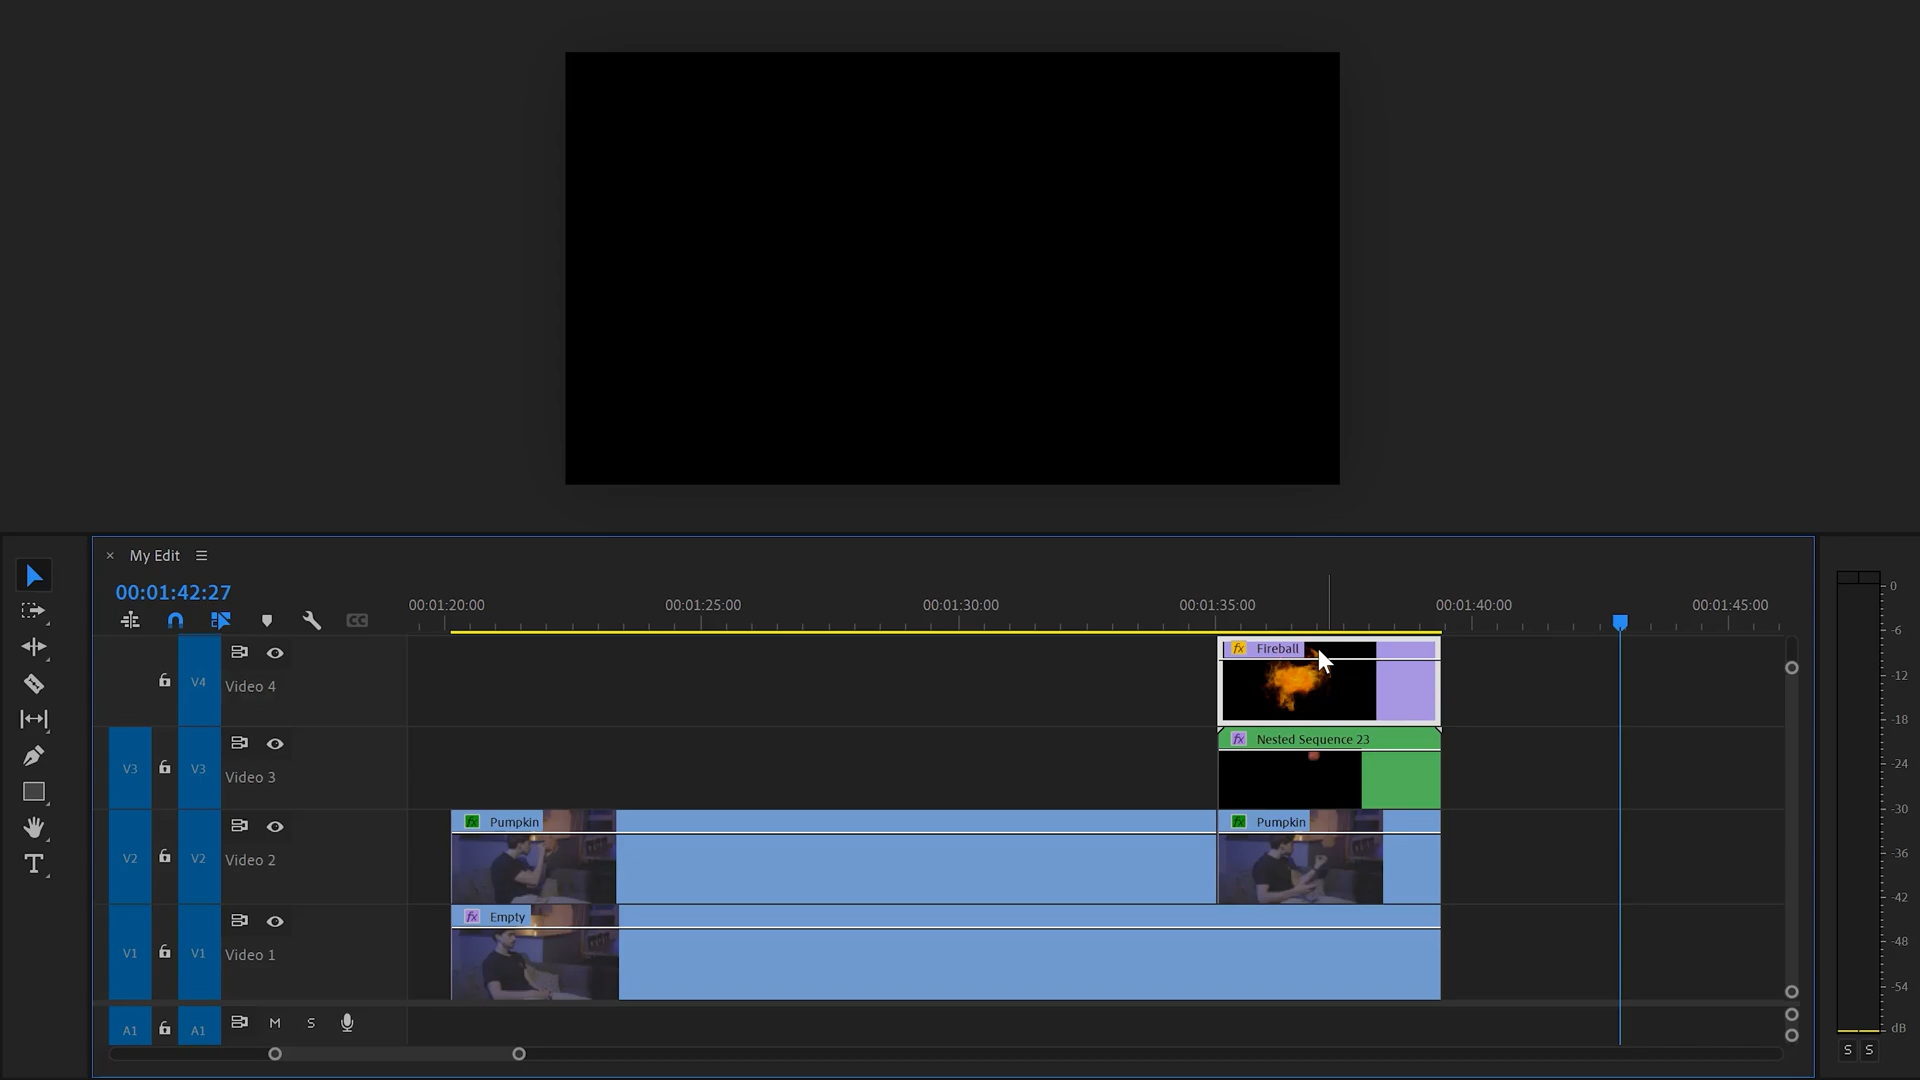 × My Edit
00:01:42:27
00:01:20:00 00:01:25:00 00:01:30:00 00:01:35:00 00:01:40:00 00:01:45:00
CC
fx Fireball
V4 Video 4
fx Nested Sequence 23
V3 V3 Video 3
fx Pumpkin fx Pumpkin
V2 V2 Video 2
fx Empty
V1 V1 Video 1
A1 A1 M S
T
0
-6
-12
-18
-24
-30
-36
-42
-48
-54
dB
S S